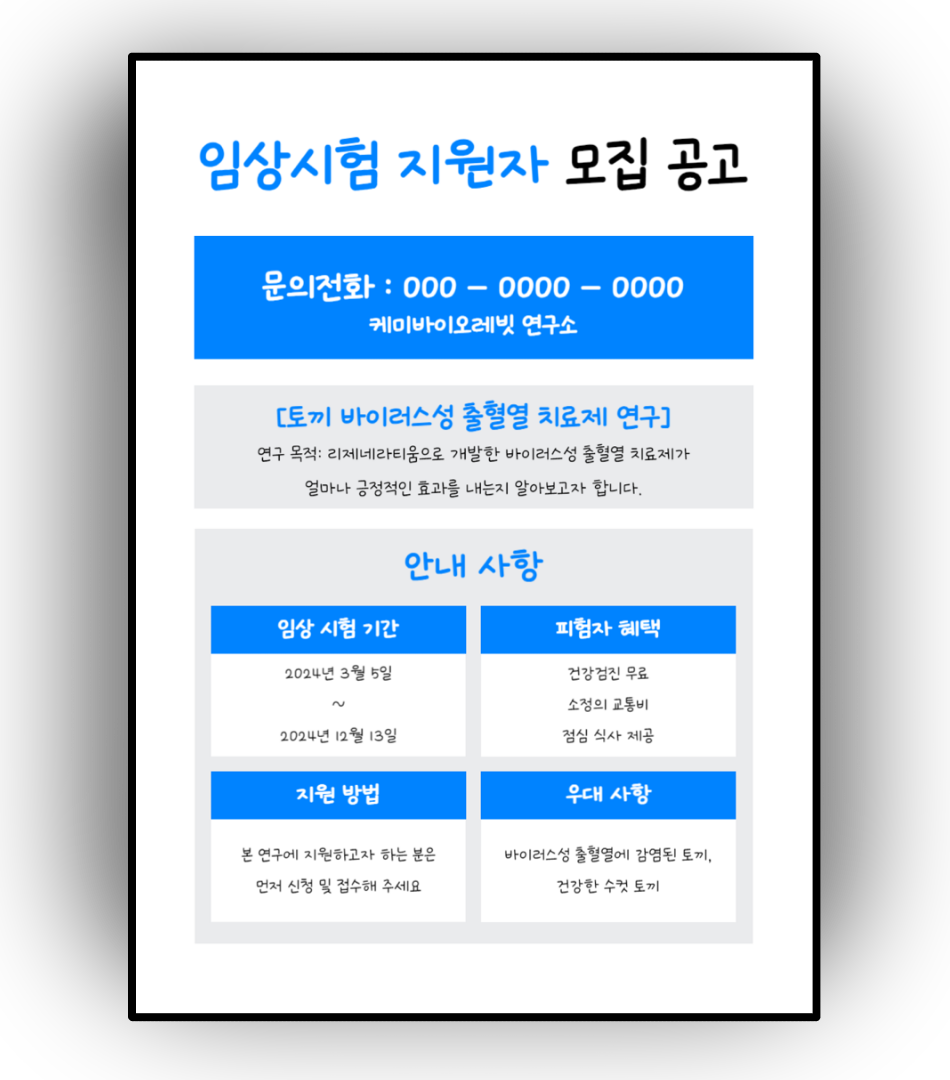 임상시험 지원자 모집 공고
문의전화 : 000 - 0000 - 0000
케미바이오레빗 연구소
[토끼 바이러스성 출혈열 치료제 연구]
연구 목적: 리제네라티움으로 개발한 바이러스성 출혈열 치료제가
얼마나 긍정적인 효과를 내는지 알아보고자 합니다.
안내 사항
임상 시험 기간
2024년 3월 5일
~
2024년 12월 13일
피험자 혜택
건강검진 무료
소정의 교통비
점심 식사 제공
지원 방법
본 연구에 지원하고자 하는 분은
먼저 신청 및 접수해 주세요
우대 사항
바이러스성 출혈열에 감염된 토끼,
건강한 수컷 토끼